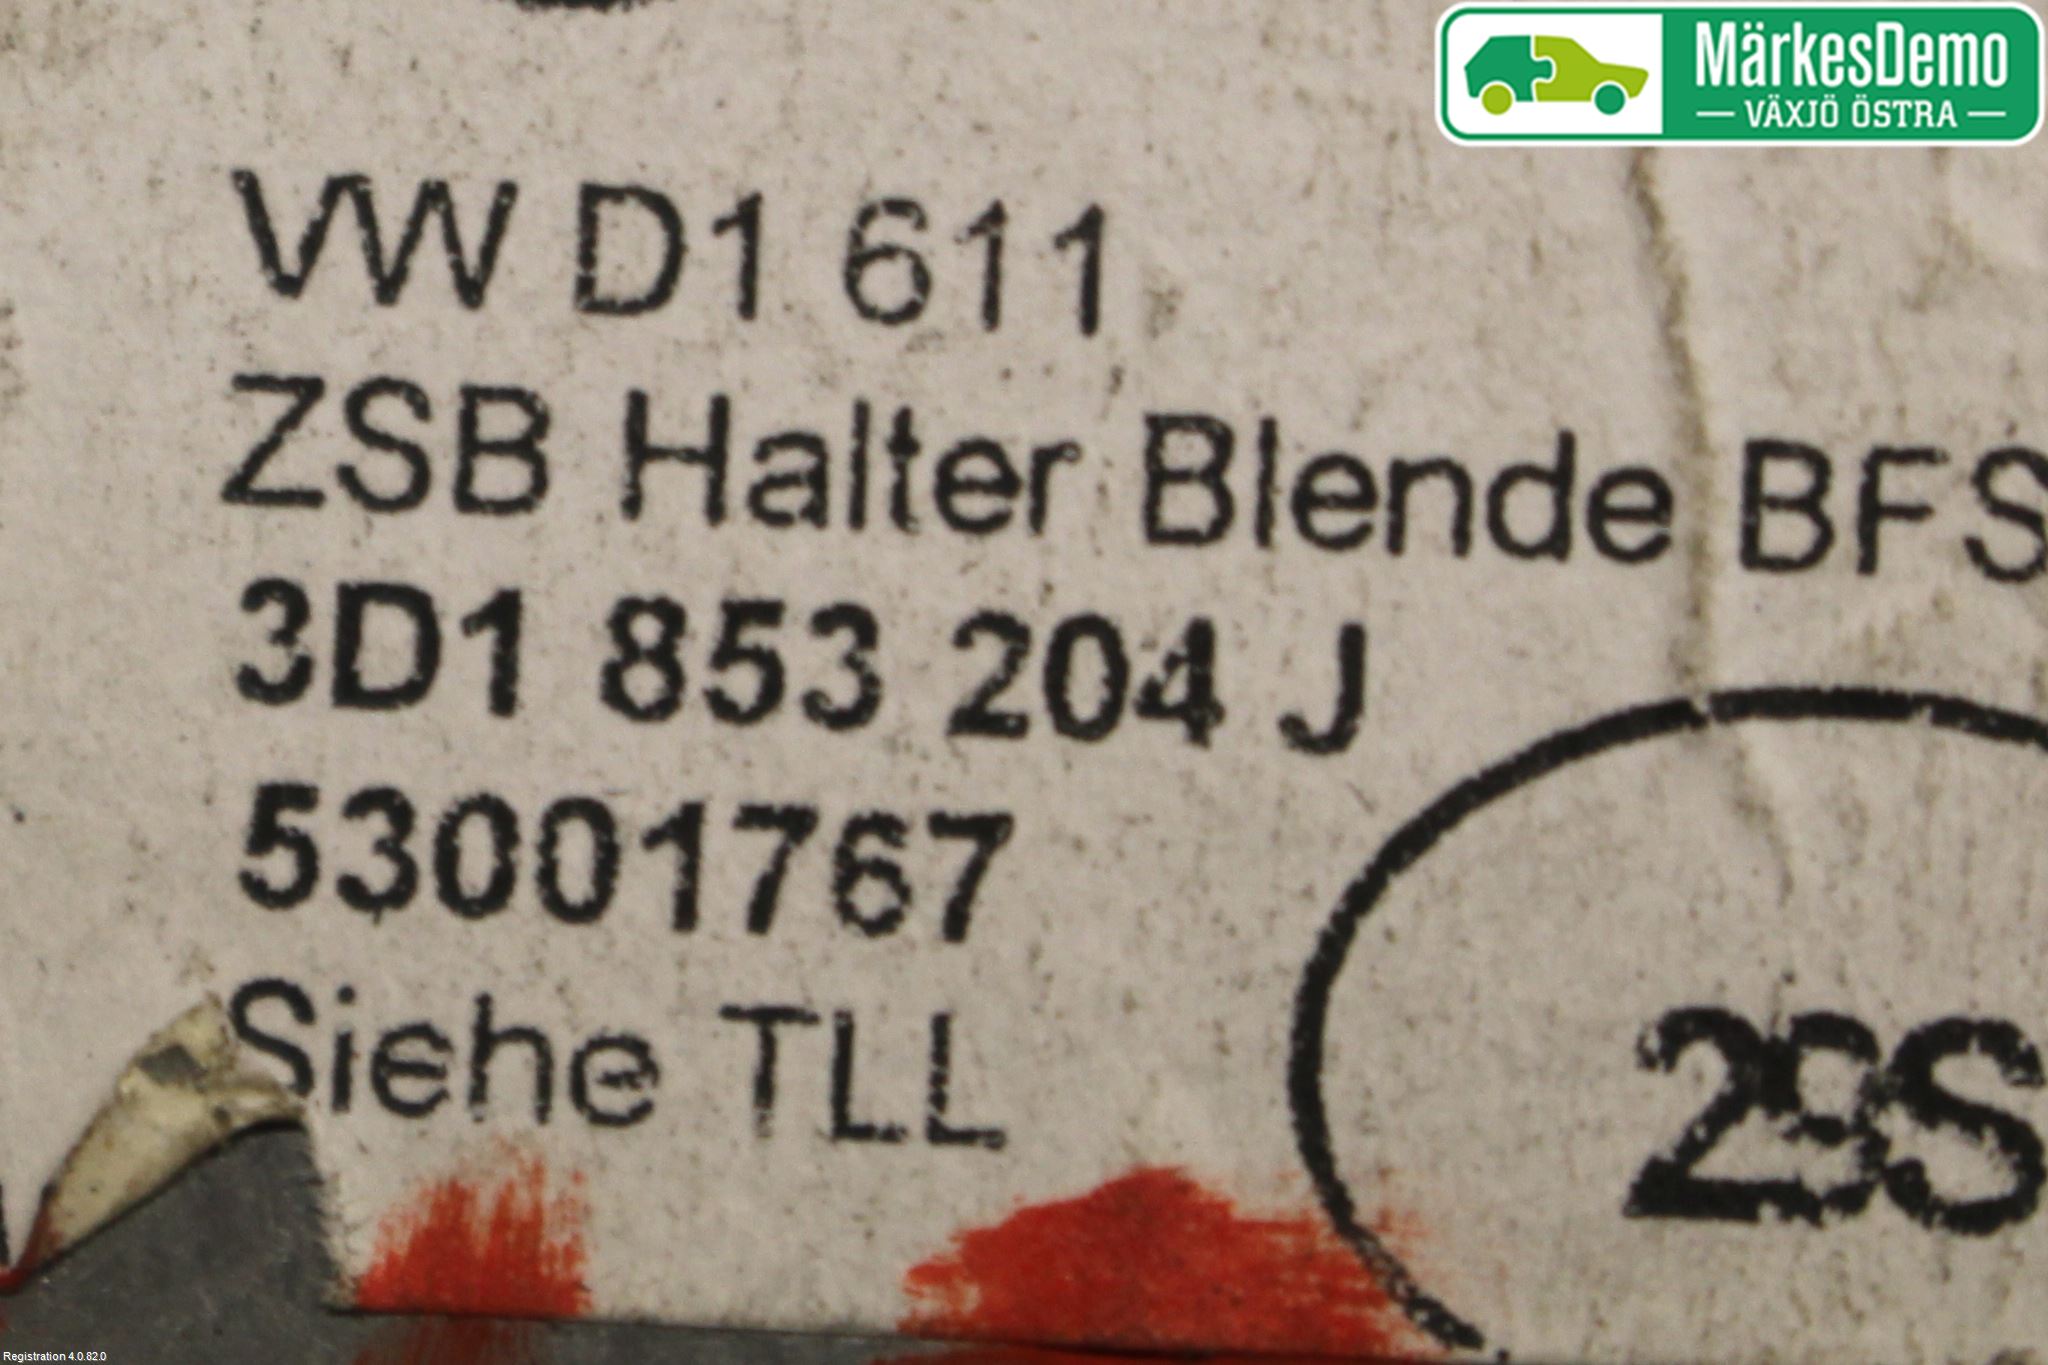 MärkesDemo
VÄXJÖ ÖSTRA
VW D1 611
ZSB Halter Blende BFS
3D1 853 204 J
53001767
Siehe TLL
Registration 4.0.82.0